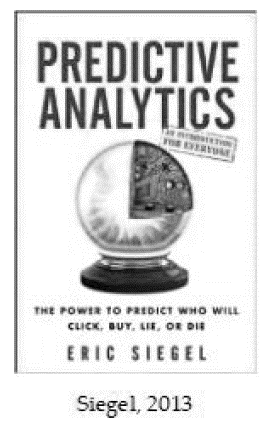 PREDICTIVE
ANALYTICS
AN INTRODUCTION
FOR EVERYONE
THE POWER TO PREDICT WHO WILL
CLICK, BUY, LIE, OR DIE
ERIC SIEGEL
Siegel, 2013